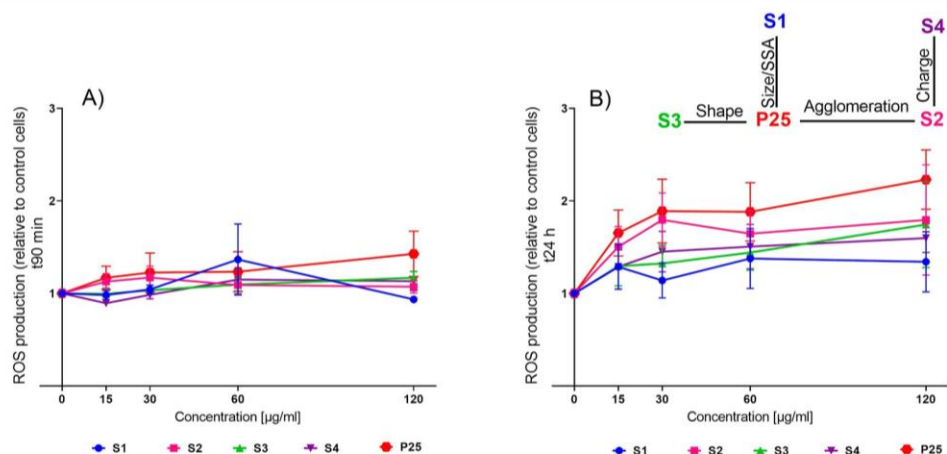 A)
3
2
1
ROS production (relative to control cells)
t90 min
0
15
30
60
120
Concentration [µg/ml]
S1
S2
S3
S4
P25
B)
S1
S4
Size/SSA
Charge
S3
Shape
P25
Agglomeration
S2
3
2
1
ROS production (relative to control cells)
t24 h
0
15
30
60
120
Concentration [µg/ml]
S1
S2
S3
S4
P25